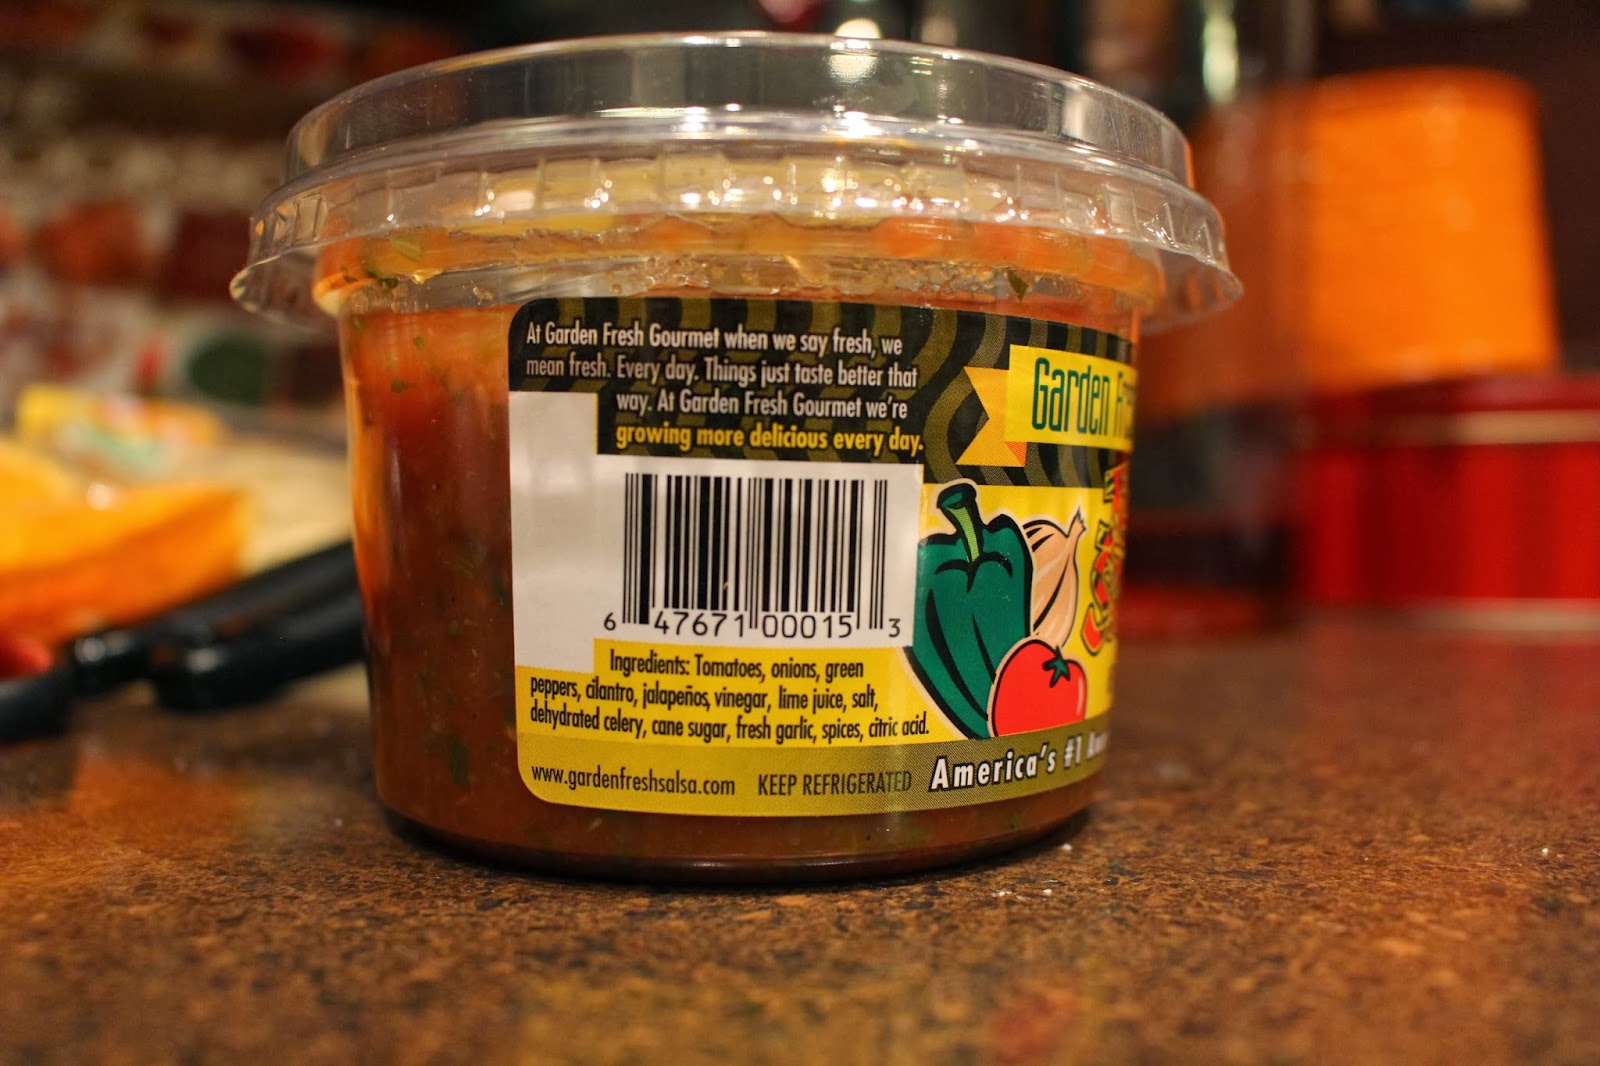 At Garden Fresh Gourmet when we say fresh, we
mean fresh. Every day. Things just taste better that
way. At Garden Fresh Gourmet we're
growing more delicious every day.
Garden
6 47671 00015 3
Ingredients: Tomatoes, onions, green
peppers, cilantro, jalapeños, vinegar, lime juice, salt,
dehydrated celery, cane sugar, fresh garlic, spices, citric acid.
www.gardenfreshsalsa.com KEEP REFRIGERATED
America's #1